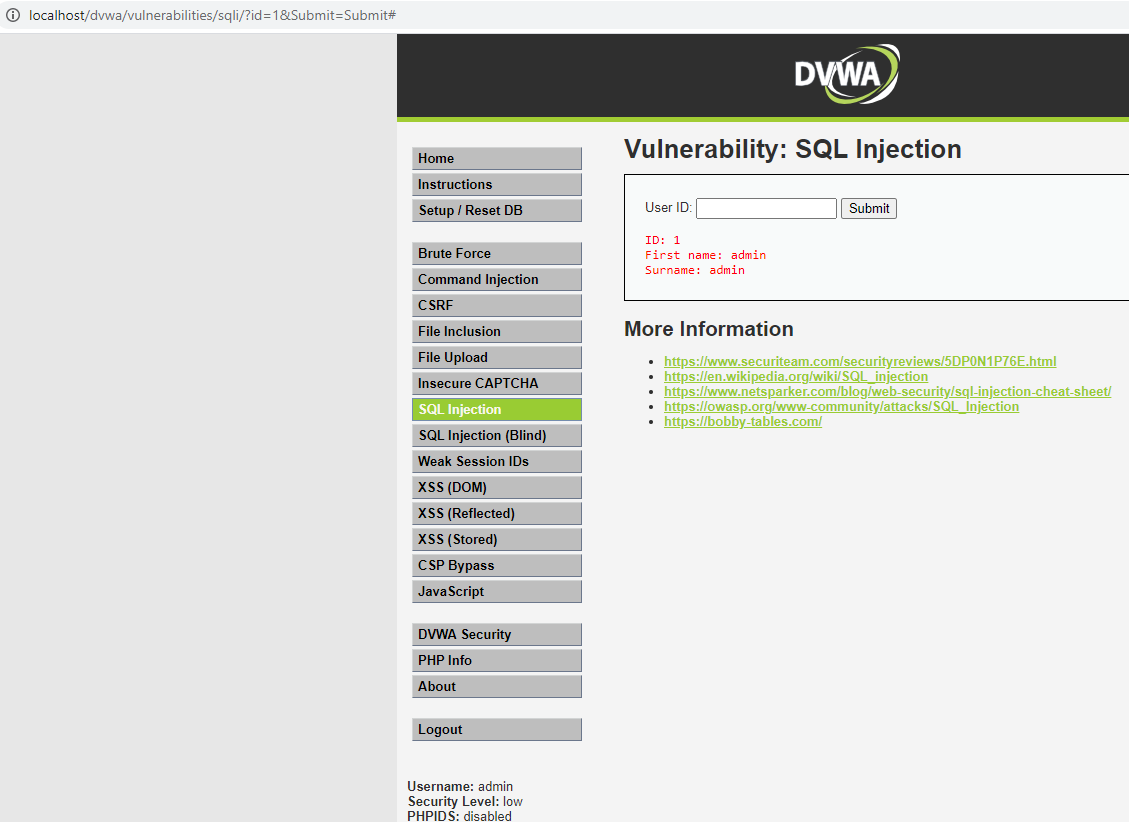 localhost/dvwa/vulnerabilities/sqli/?id=1&Submit=Submit#
DVWA
Home
Instructions
Setup / Reset DB
Brute Force
Command Injection
CSRF
File Inclusion
File Upload
Insecure CAPTCHA
SQL Injection
SQL Injection (Blind)
Weak Session IDs
XSS (DOM)
XSS (Reflected)
XSS (Stored)
CSP Bypass
JavaScript
DVWA Security
PHP Info
About
Logout
Username: admin
Security Level: low
PHPIDS: disabled
Vulnerability: SQL Injection
User ID: Submit
ID: 1
First name: admin
Surname: admin
More Information
https://www.securiteam.com/securityreviews/5DP0N1P76E.html
https://en.wikipedia.org/wiki/SQL_injection
https://www.netsparker.com/blog/web-security/sql-injection-cheat-sheet/
https://owasp.org/www-community/attacks/SQL_Injection
https://bobby-tables.com/